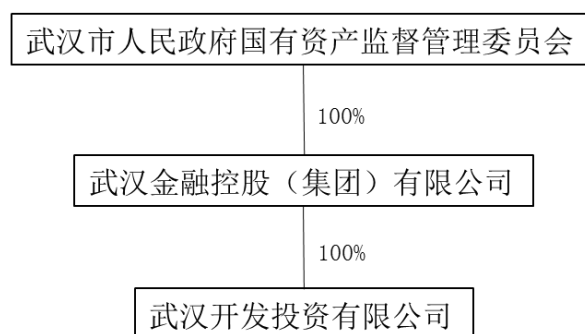 武汉市人民政府国有资产监督管理委员会
100%
武汉金融控股（集团）有限公司
100%
武汉开发投资有限公司